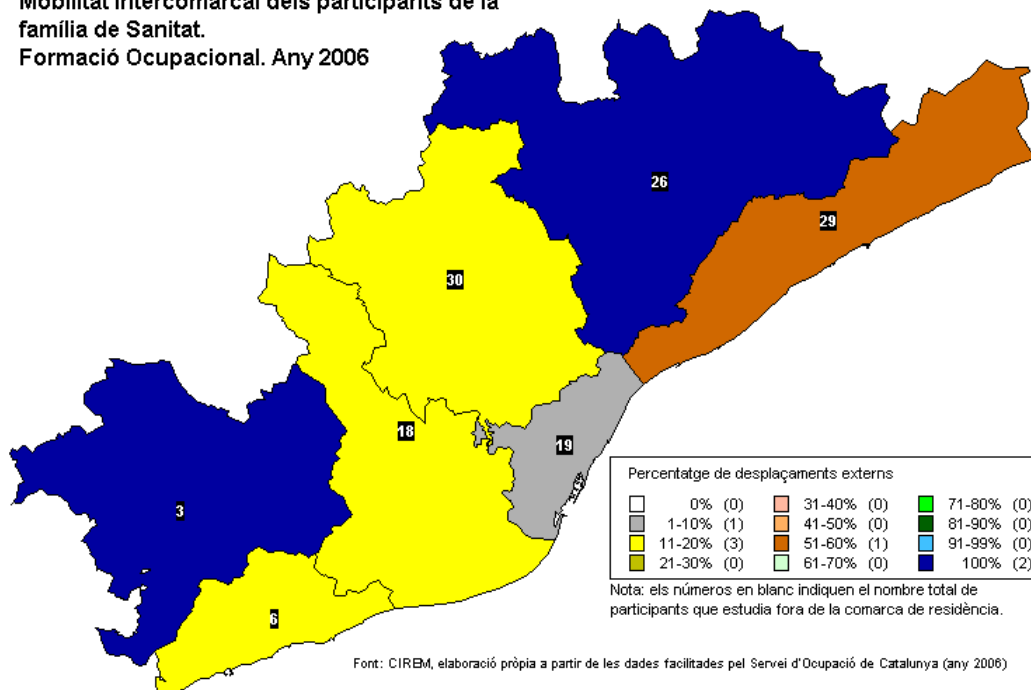 Mobilitat intercomarcal dels participants de la
família de Sanitat.
Formació Ocupacional. Any 2006
26
29
30
18
19
3
6
Percentatge de desplaçaments externs
0% (0) 31-40% (0) 71-80% (0)
1-10% (1) 41-50% (0) 81-90% (0)
11-20% (3) 51-60% (1) 91-99% (0)
21-30% (0) 61-70% (0) 100% (2)
Nota: els números en blanc indiquen el nombre total de
participants que estudia fora de la comarca de residència.
Font: CIREM, elaboració pròpia a partir de les dades facilitades pel Servei d'Ocupació de Catalunya (any 2006)